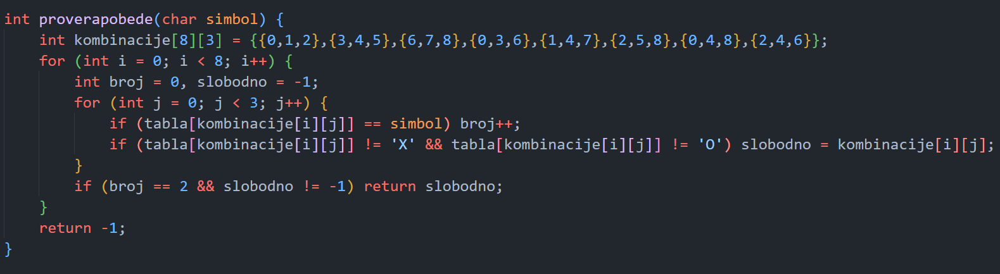 int proverapobede(char simbol) {
    int kombinacije[8][3] = {{0,1,2},{3,4,5},{6,7,8},{0,3,6},{1,4,7},{2,5,8},{0,4,8},{2,4,6}};
    for (int i = 0; i < 8; i++) {
        int broj = 0, slobodno = -1;
        for (int j = 0; j < 3; j++) {
            if (tabla[kombinacije[i][j]] == simbol) broj++;
            if (tabla[kombinacije[i][j]] != 'X' && tabla[kombinacije[i][j]] != 'O') slobodno = kombinacije[i][j];
        }
        if (broj == 2 && slobodno != -1) return slobodno;
    }
    return -1;
}